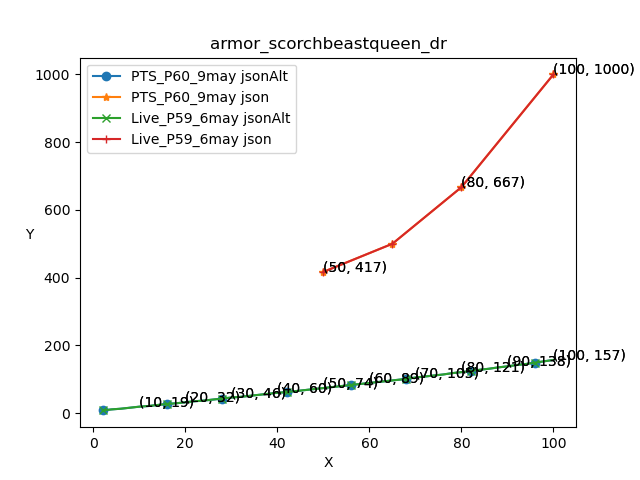 armor_scorchbeastqueen_dr
PTS_P60_9may jsonAlt
PTS_P60_9may json
Live_P59_6may jsonAlt
Live_P59_6may json
1000
800
600
400
200
0
Y
(100, 1000)
(80, 667)
(50, 417)
(100, 157)
(90, 138)
(80, 121)
(70, 105)
(60, 89)
(50, 74)
(40, 60)
(30, 46)
(20, 32)
(10, 19)
0 20 40 60 80 100
X